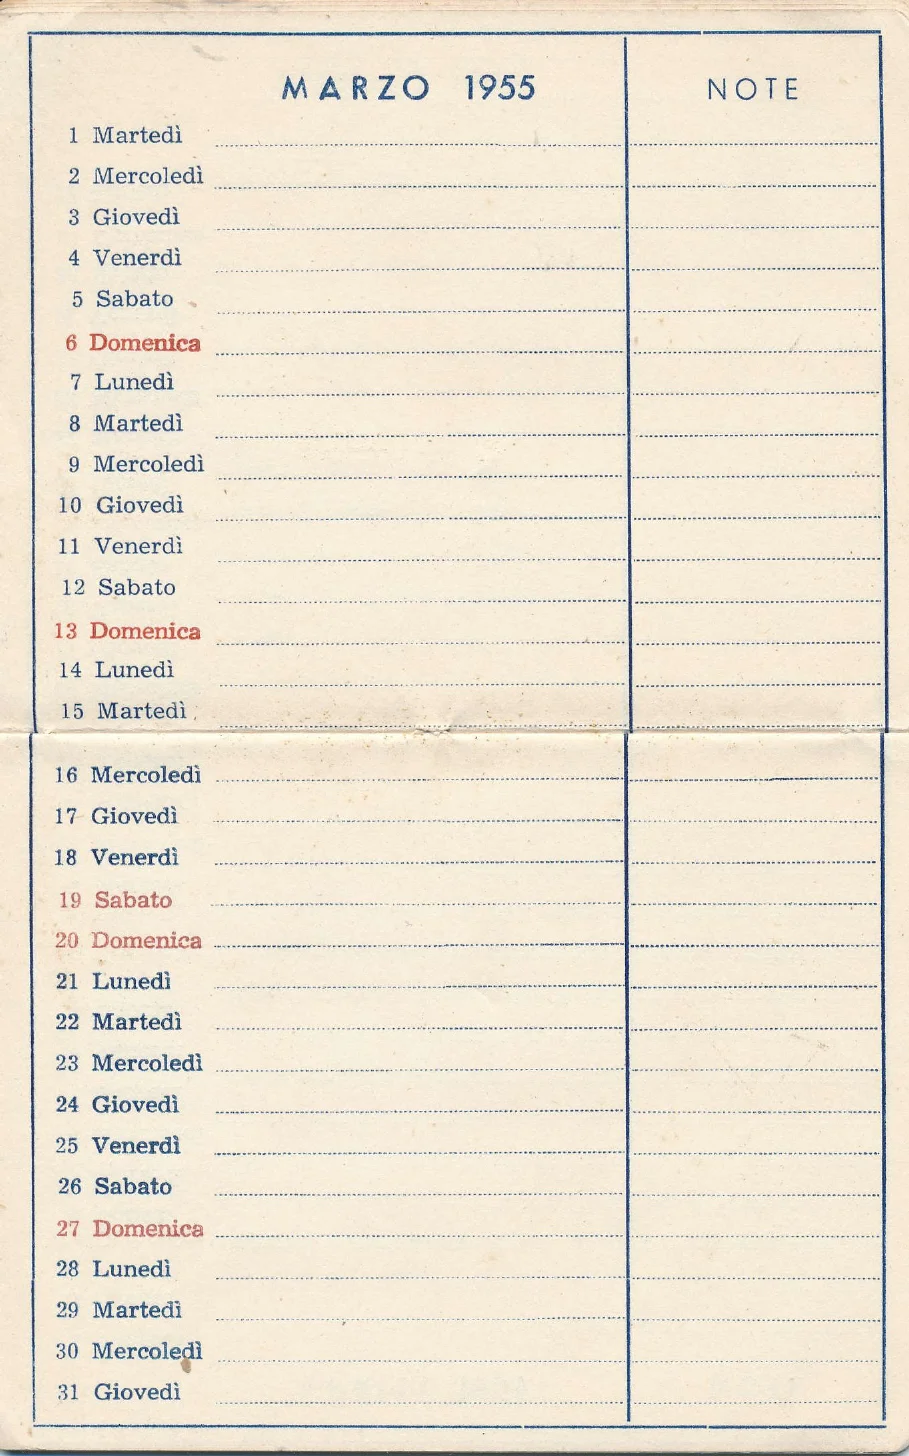 MARZO 1955 NOTE
1 Martedì
2 Mercoledì
3 Giovedì
4 Venerdì
5 Sabato
6 Domenica
7 Lunedì
8 Martedì
9 Mercoledì
10 Giovedì
11 Venerdì
12 Sabato
13 Domenica
14 Lunedì
15 Martedì
16 Mercoledì
17 Giovedì
18 Venerdì
19 Sabato
20 Domenica
21 Lunedì
22 Martedì
23 Mercoledì
24 Giovedì
25 Venerdì
26 Sabato
27 Domenica
28 Lunedì
29 Martedì
30 Mercoledì
31 Giovedì